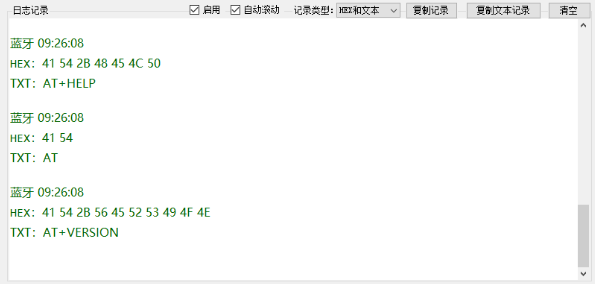 日志记录 启用 自动滚动 记录类型: HEX和文本 复制记录 复制文本记录 清空
蓝牙 09:26:08
HEX: 41 54 2B 48 45 4C 50
TXT: AT+HELP
蓝牙 09:26:08
HEX: 41 54
TXT: AT
蓝牙 09:26:08
HEX: 41 54 2B 56 45 52 53 49 4F 4E
TXT: AT+VERSION